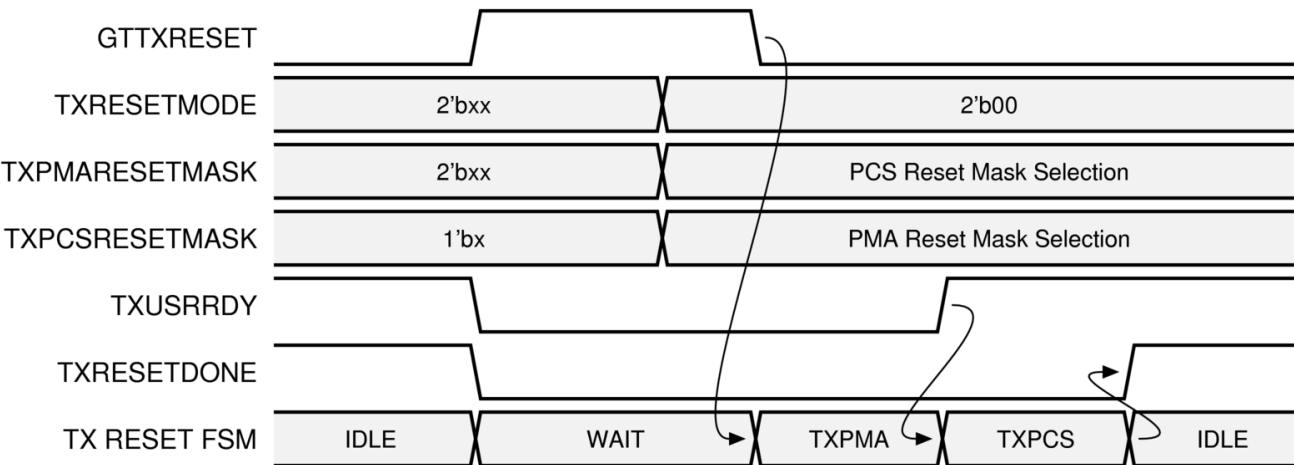 GTTXRESET
TXRESETMODE 2'bxx 2'b00
TXPMARESETMASK 2'bxx PCS Reset Mask Selection
TXPCSRESETMASK 1'bx PMA Reset Mask Selection
TXUSRRDY
TXRESETDONE
TX RESET FSM IDLE WAIT TXPMA TXPCS IDLE